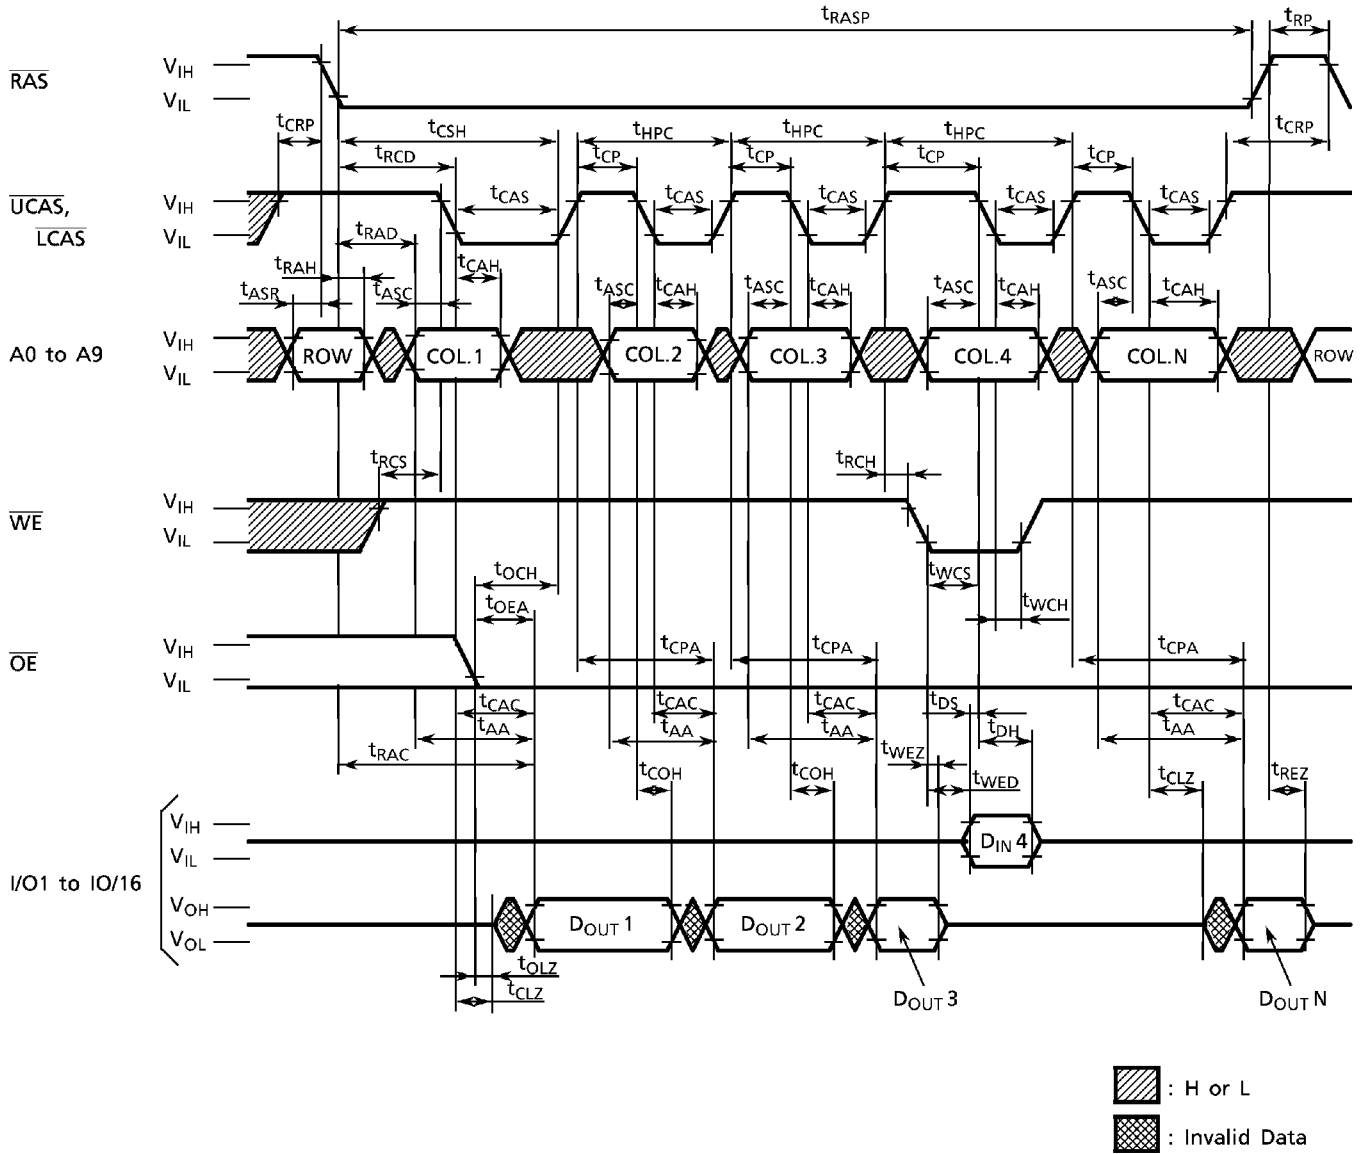 tRASP tRP
RAS VIH
VIL
tCRP tCSH tHPC tHPC tHPC tCRP
tRCD tCP tCP tCP tCP
UCAS, VIH tCAS tCAS tCAS tCAS tCAS
LCAS VIL
tRAD
tRAH tCAH
tASR tASC tASC tCAH tASC tCAH tASC tCAH tASC tCAH
A0 to A9 VIH ROW COL.1 COL.2 COL.3 COL.4 COL.N ROW
VIL
tRCS tRCH
WE VIH
VIL
tOCH tWCS
tOEA tWCH
OE VIH tCPA tCPA tCPA
VIL
tCAC tCAC tCAC tDS tCAC
tAA tAA tAA tDH tAA
tRAC tWEZ
tCOH tCOH tWED tCLZ tREZ
I/O1 to IO/16 VIH
VIL DIN 4
VOH
VOL DOUT 1 DOUT 2
tOLZ
tCLZ DOUT 3 DOUT N
: H or L
: Invalid Data